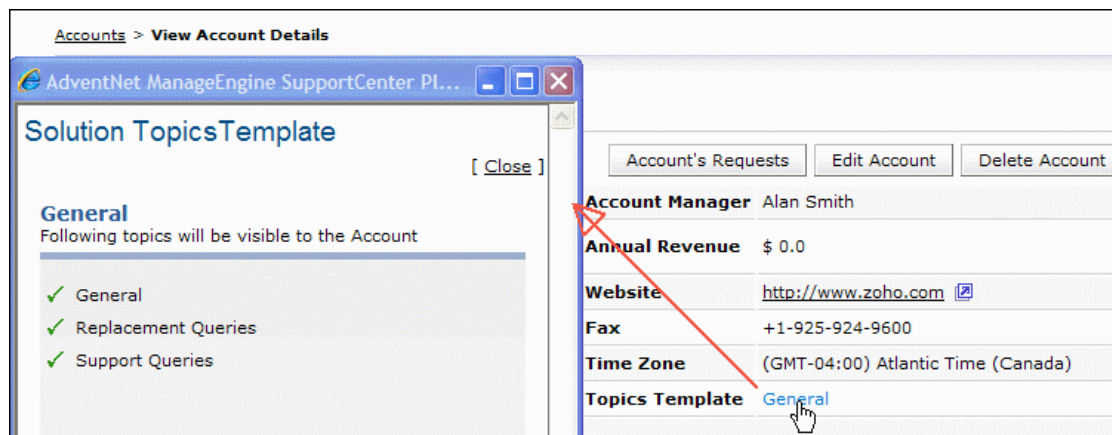 Accounts > View Account Details
AdventNet ManageEngine SupportCenter Pl...
Solution TopicsTemplate
[ Close ]
General
Following topics will be visible to the Account
General
Replacement Queries
Support Queries
Account's Requests Edit Account Delete Account
Account Manager Alan Smith
Annual Revenue $ 0.0
Website http://www.zoho.com
Fax +1-925-924-9600
Time Zone (GMT-04:00) Atlantic Time (Canada)
Topics Template General